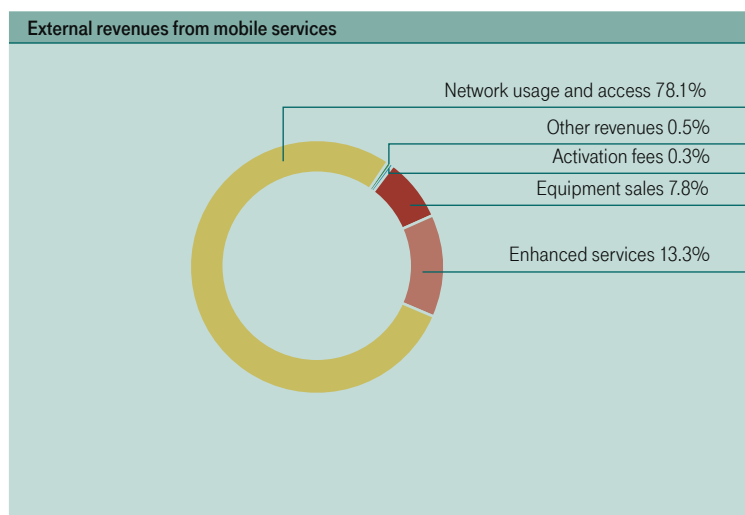 External revenues from mobile services
Network usage and access 78.1%
Other revenues 0.5%
Activation fees 0.3%
Equipment sales 7.8%
Enhanced services 13.3%